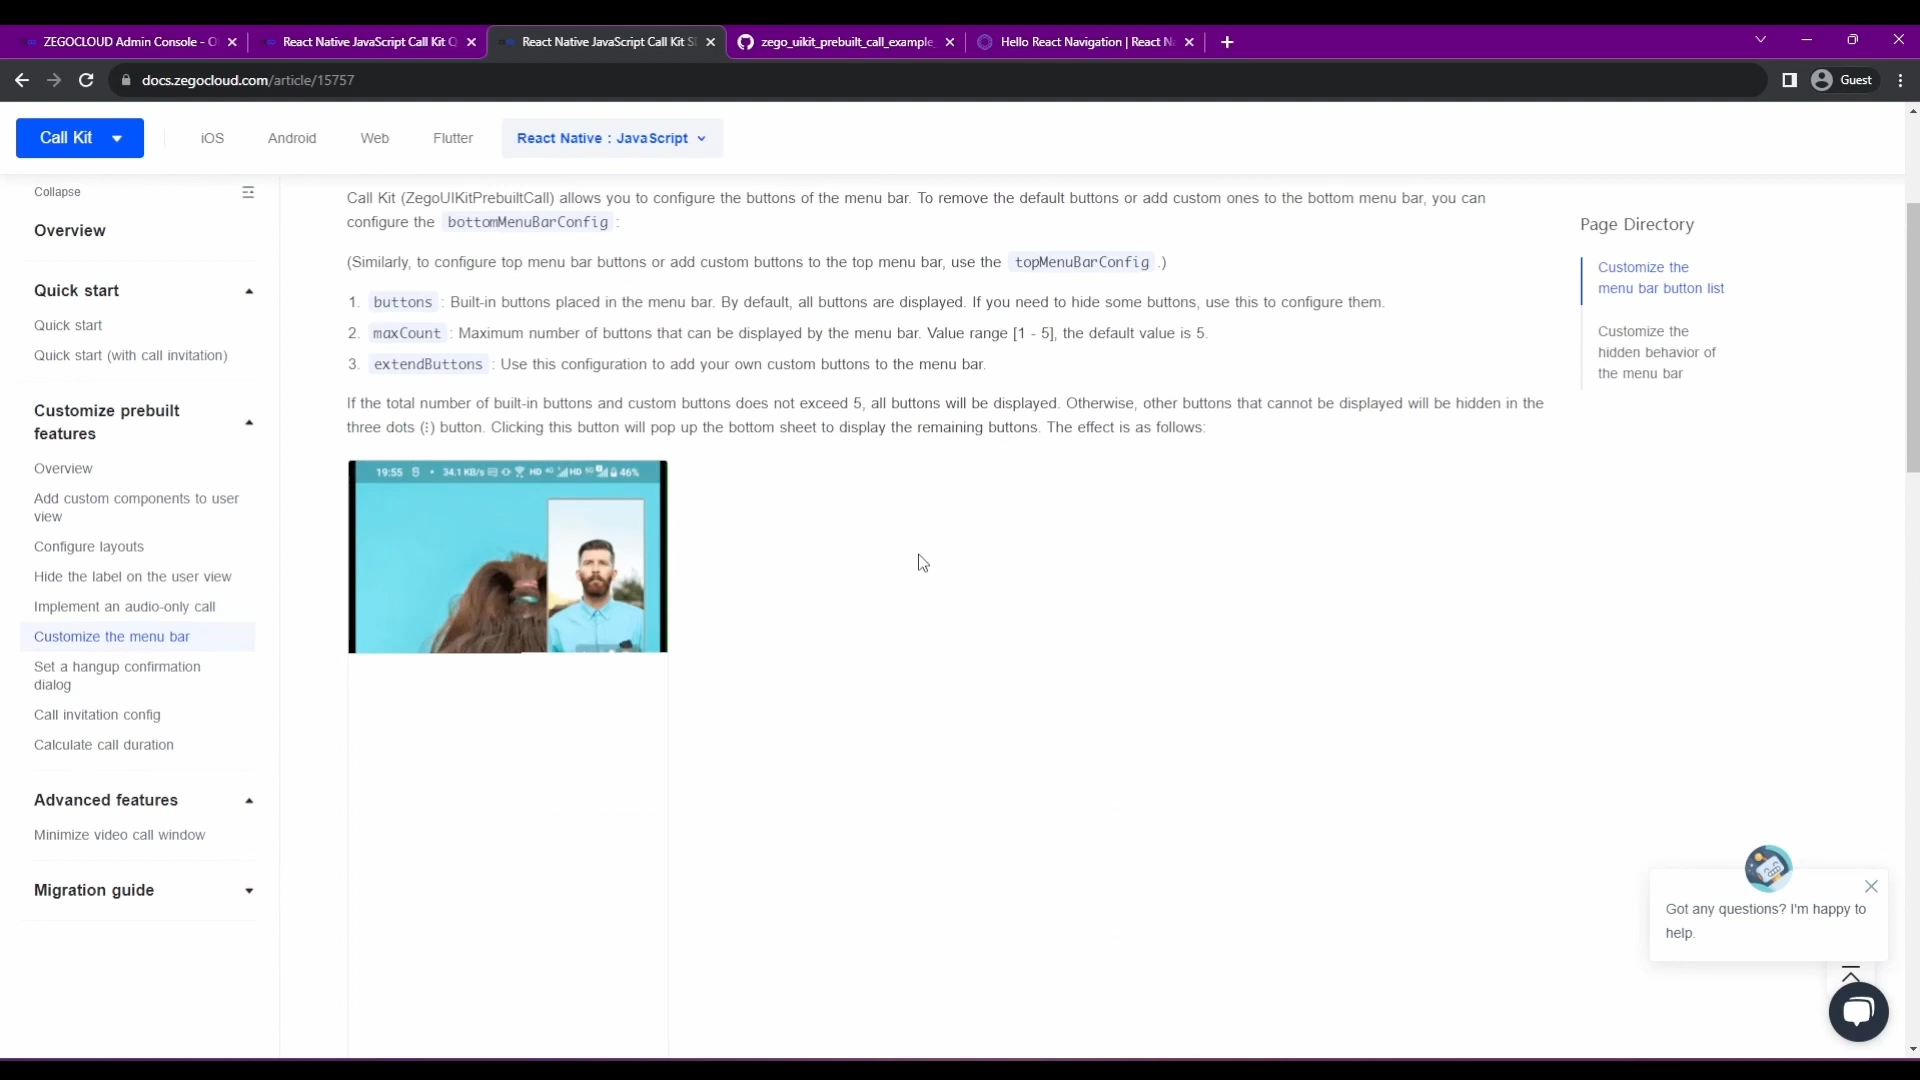 ZEGOCLOUD Admin Console - O
React Native JavaScript Call Kit Q
React Native JavaScript Call Kit S
zego_uikit_prebuilt_call_example
Hello React Navigation | React N
docs.zegocloud.com/article/15757
Guest
Call Kit
iOS
Android
Web
Flutter
React Native : JavaScript
Collapse
Overview
Quick start
Quick start
Quick start (with call invitation)
Customize prebuilt
features
Overview
Add custom components to user
view
Configure layouts
Hide the label on the user view
Implement an audio-only call
Customize the menu bar
Set a hangup confirmation
dialog
Call invitation config
Calculate call duration
Advanced features
Minimize video call window
Migration guide
Call Kit (ZegoUIKitPrebuiltCall) allows you to configure the buttons of the menu bar. To remove the default buttons or add custom ones to the bottom menu bar, you can
configure the bottomMenuBarConfig :
(Similarly, to configure top menu bar buttons or add custom buttons to the top menu bar, use the topMenuBarConfig .)
1. buttons : Built-in buttons placed in the menu bar. By default, all buttons are displayed. If you need to hide some buttons, use this to configure them.
2. maxCount : Maximum number of buttons that can be displayed by the menu bar. Value range [1 - 5], the default value is 5.
3. extendButtons : Use this configuration to add your own custom buttons to the menu bar.
If the total number of built-in buttons and custom buttons does not exceed 5, all buttons will be displayed. Otherwise, other buttons that cannot be displayed will be hidden in the
three dots (⋮) button. Clicking this button will pop up the bottom sheet to display the remaining buttons. The effect is as follows:
19:55 34.1 KB/s HD 4G HD 5G 46%
Page Directory
Customize the
menu bar button list
Customize the
hidden behavior of
the menu bar
Got any questions? I'm happy to
help.